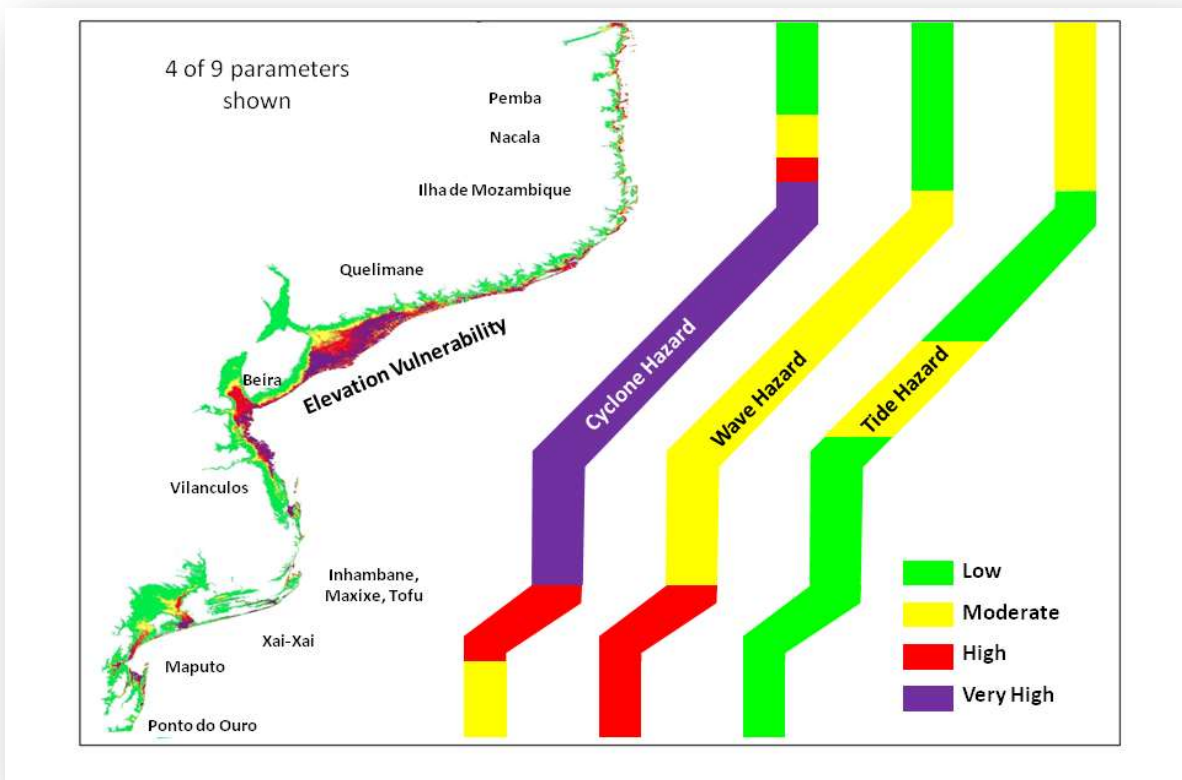 4 of 9 parameters
shown
Pemba
Nacala
Ilha de Mozambique
Quelimane
Elevation Vulnerability
Beira
Vilanculos
Inhambane,
Maxixe, Tofu
Xai-Xai
Maputo
Ponto do Ouro
Cyclone Hazard
Wave Hazard
Tide Hazard
Low
Moderate
High
Very High